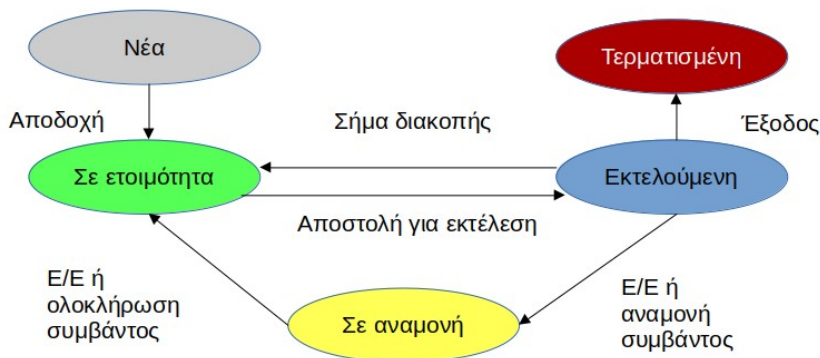 Νέα
Τερματισμένη
Αποδοχή
Σήμα διακοπής
Έξοδος
Σε ετοιμότητα
Εκτελούμενη
Αποστολή για εκτέλεση
Ε/Ε ή
ολοκλήρωση
συμβάντος
Σε αναμονή
Ε/Ε ή
αναμονή
συμβάντος